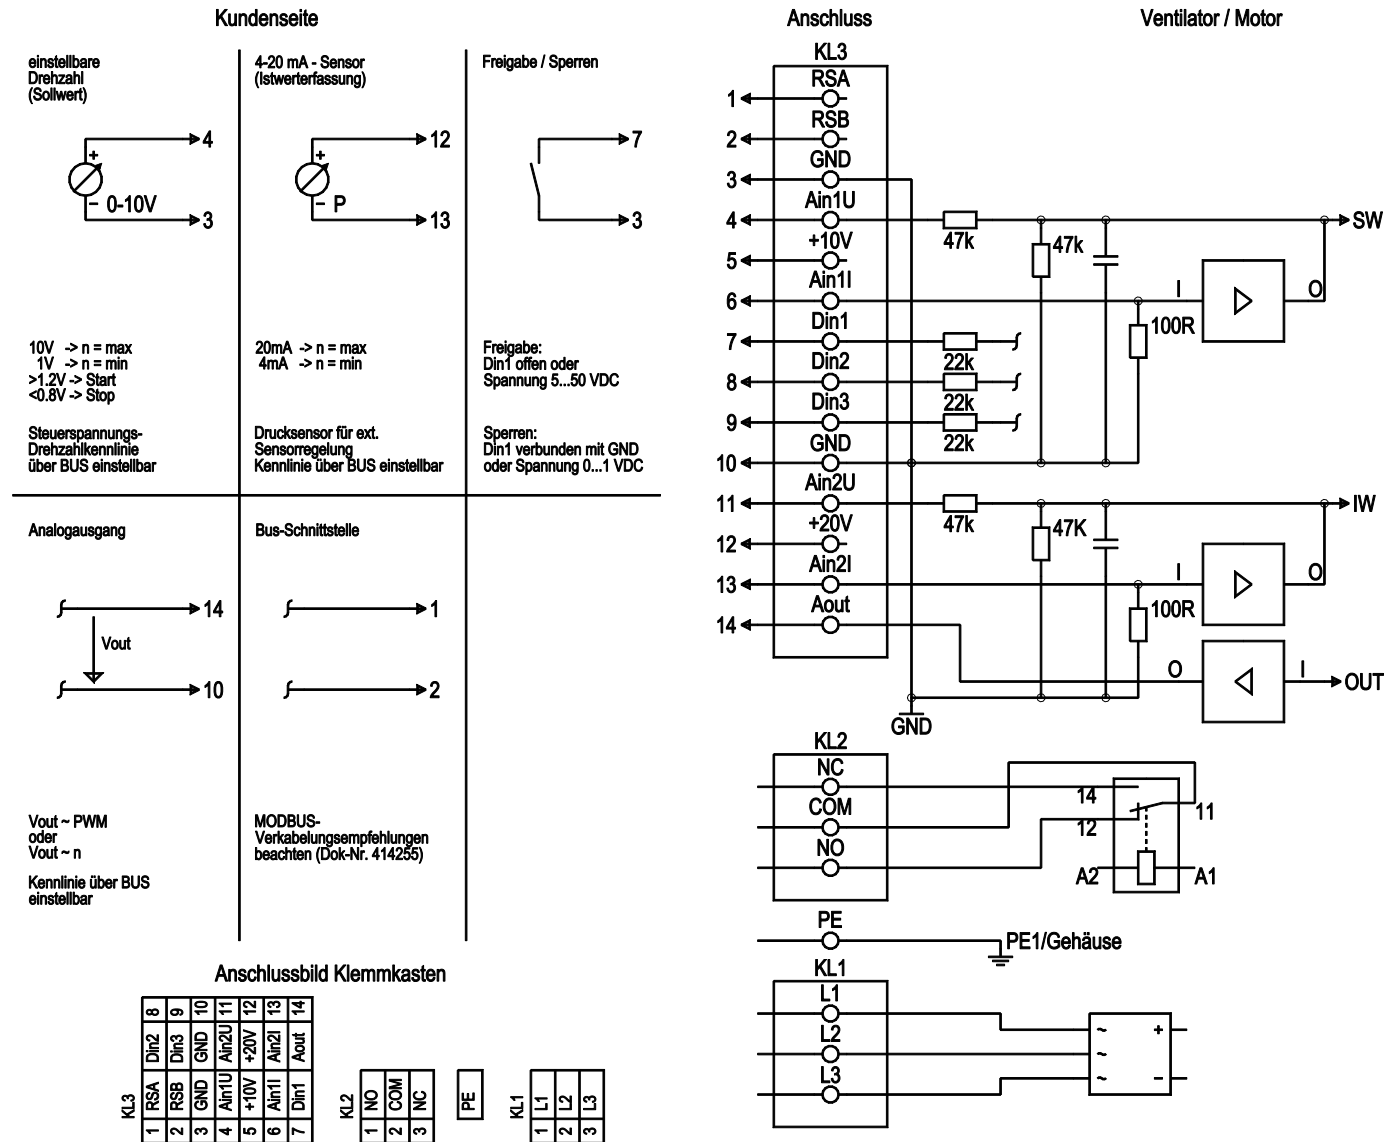 Kundenseite
einstellbare
Drehzahl
(Sollwert)
4
+
- 0-10V
3
10V -> n = max
1V -> n = min
>1.2V -> Start
<0.8V -> Stop
Steuerspannungs-
Drehzahlkennlinie
über BUS einstellbar
4-20 mA - Sensor
(Istwerterfassung)
12
+
- P
13
20mA -> n = max
4mA -> n = min
Drucksensor für ext.
Sensorregelung
Kennlinie über BUS einstellbar
Freigabe / Sperren
7
3
Freigabe:
Din1 offen oder
Spannung 5...50 VDC
Sperren:
Din1 verbunden mit GND
oder Spannung 0...1 VDC
Analogausgang
14
Vout
10
Vout ~ PWM
oder
Vout ~ n
Kennlinie über BUS
einstellbar
Bus-Schnittstelle
1
2
MODBUS-
Verkabelungsempfehlungen
beachten (Dok-Nr. 414255)
Anschluss
Ventilator / Motor
KL3
RSA
1
RSB
2
GND
3
Ain1U
4
47k
47k
SW
+10V
5
Ain1I
6
I
O
100R
Din1
7
22k
Din2
8
22k
Din3
9
22k
GND
10
Ain2U
11
47k
47K
IW
+20V
12
Ain2I
13
I
O
100R
Aout
14
O
I
OUT
GND
KL2
NC
14
COM
11
12
NO
A2
A1
PE
PE1/Gehäuse
KL1
L1
~ +
L2
~
L3
~ -
Anschlussbild Klemmkasten
KL3
1 RSA Din2 8
2 RSB Din3 9
3 GND GND 10
4 Ain1U Ain2U 11
5 +10V +20V 12
6 Ain1I Ain2I 13
7 Din1 Aout 14
KL2
1 NO
2 COM
3 NC
PE
KL1
1 L1
2 L2
3 L3